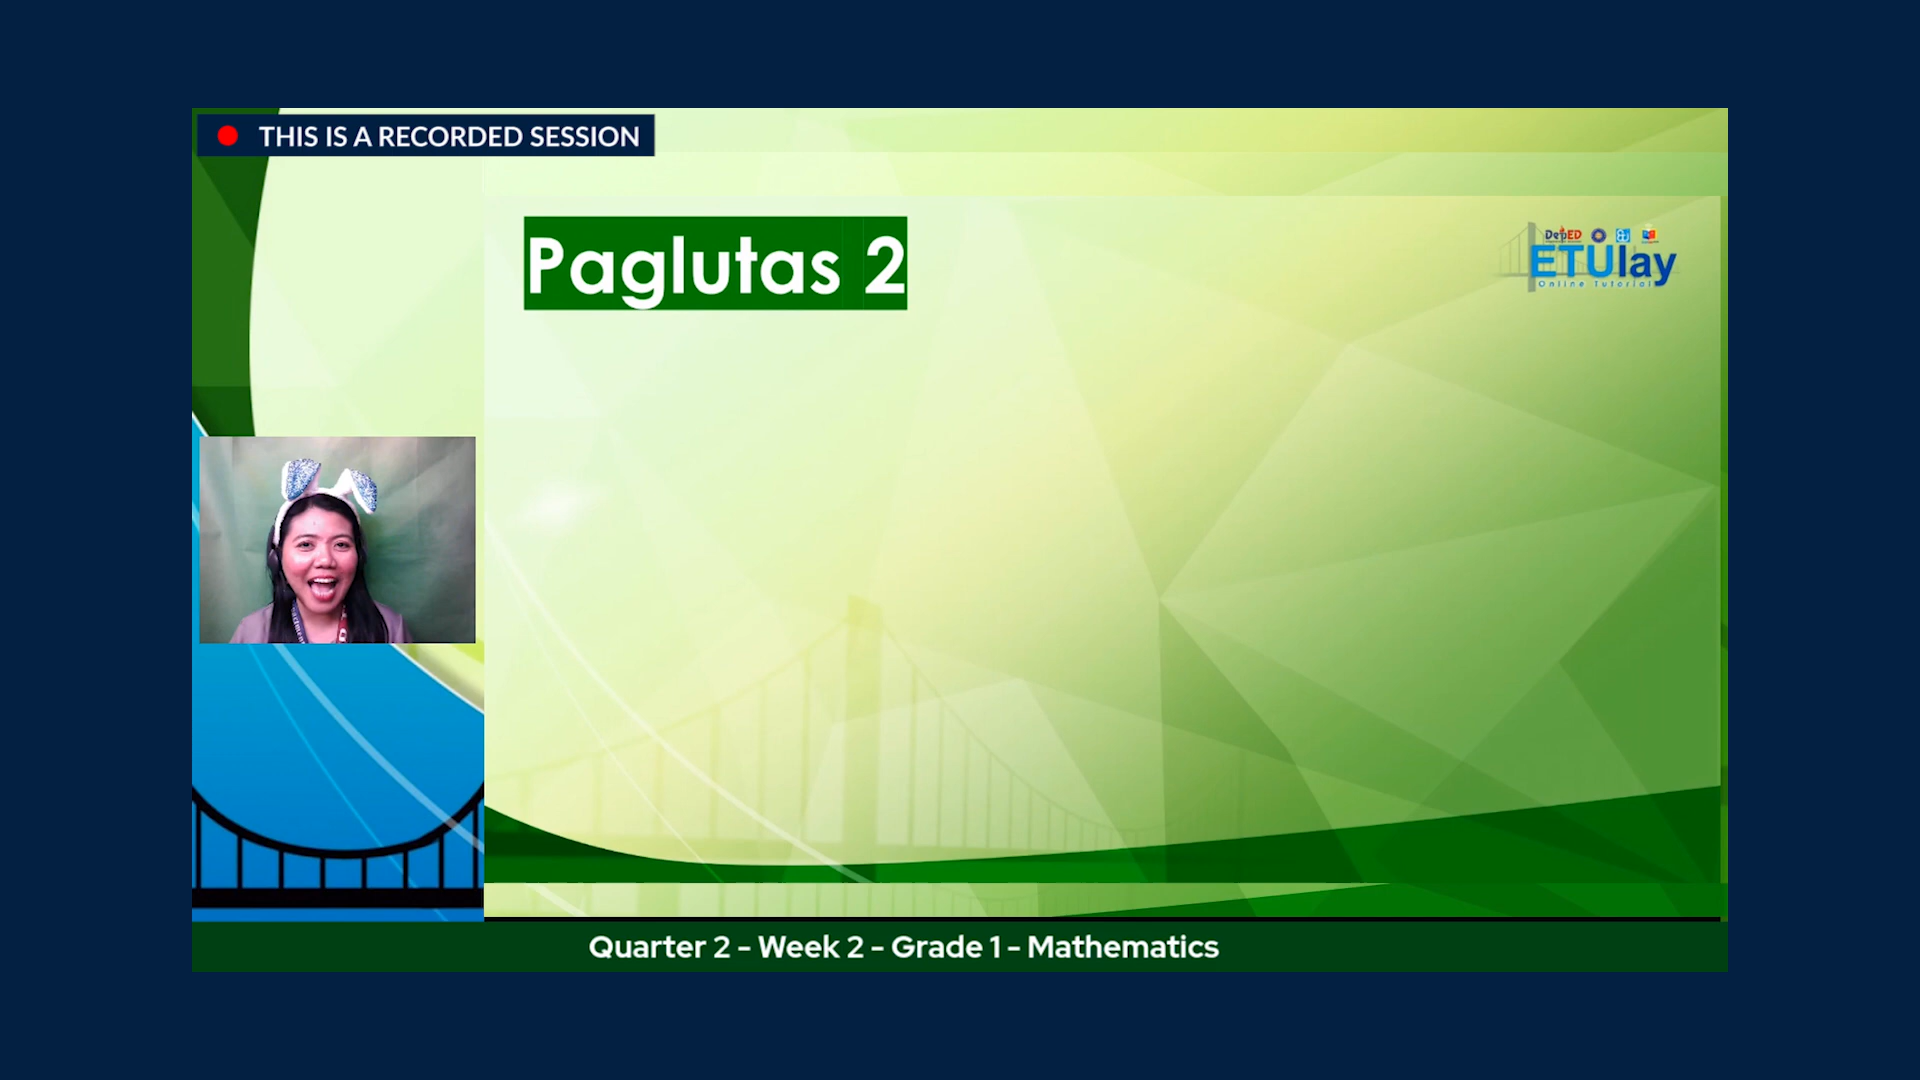 THIS IS A RECORDED SESSION
Paglutas 2
DepED
ETUlay
Online Tutorial
Quarter 2 - Week 2 - Grade 1 - Mathematics